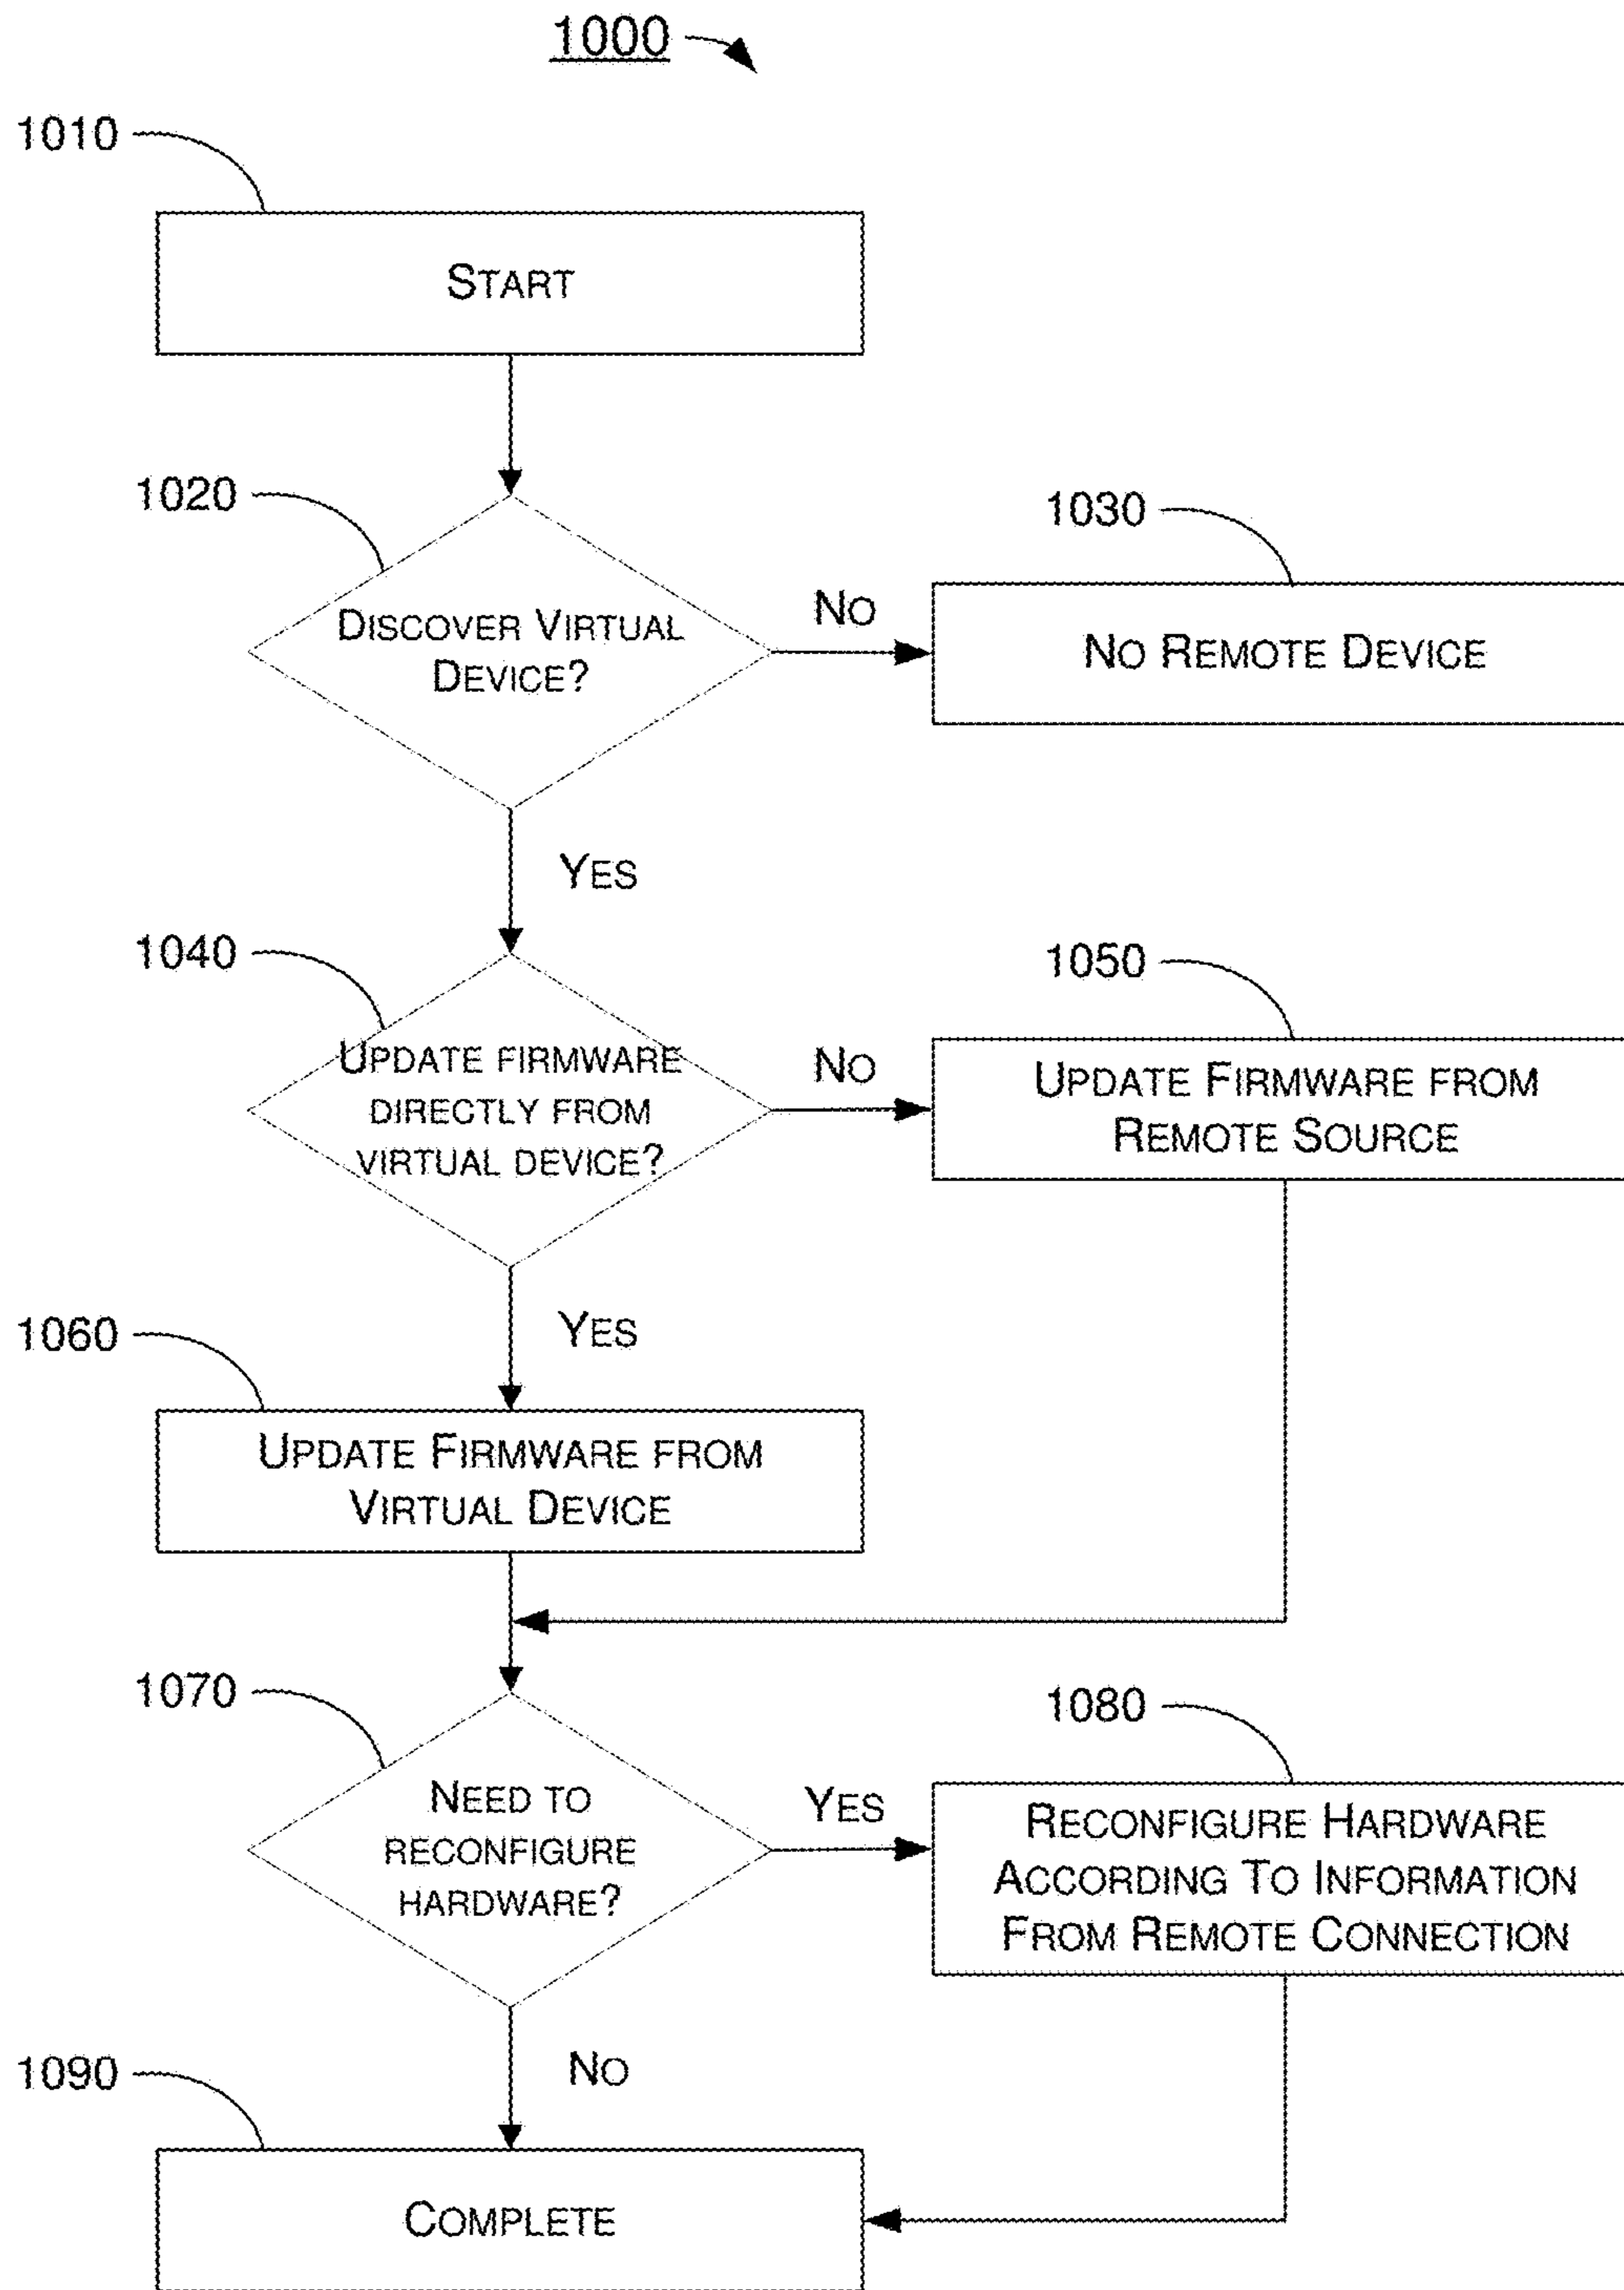 1000
1010
START
1020
DISCOVER VIRTUAL
DEVICE?
NO
1030
NO REMOTE DEVICE
YES
1040
UPDATE FIRMWARE
DIRECTLY FROM
VIRTUAL DEVICE?
NO
1050
UPDATE FIRMWARE FROM
REMOTE SOURCE
YES
1060
UPDATE FIRMWARE FROM
VIRTUAL DEVICE
1070
NEED TO
RECONFIGURE
HARDWARE?
YES
1080
RECONFIGURE HARDWARE
ACCORDING TO INFORMATION
FROM REMOTE CONNECTION
NO
1090
COMPLETE